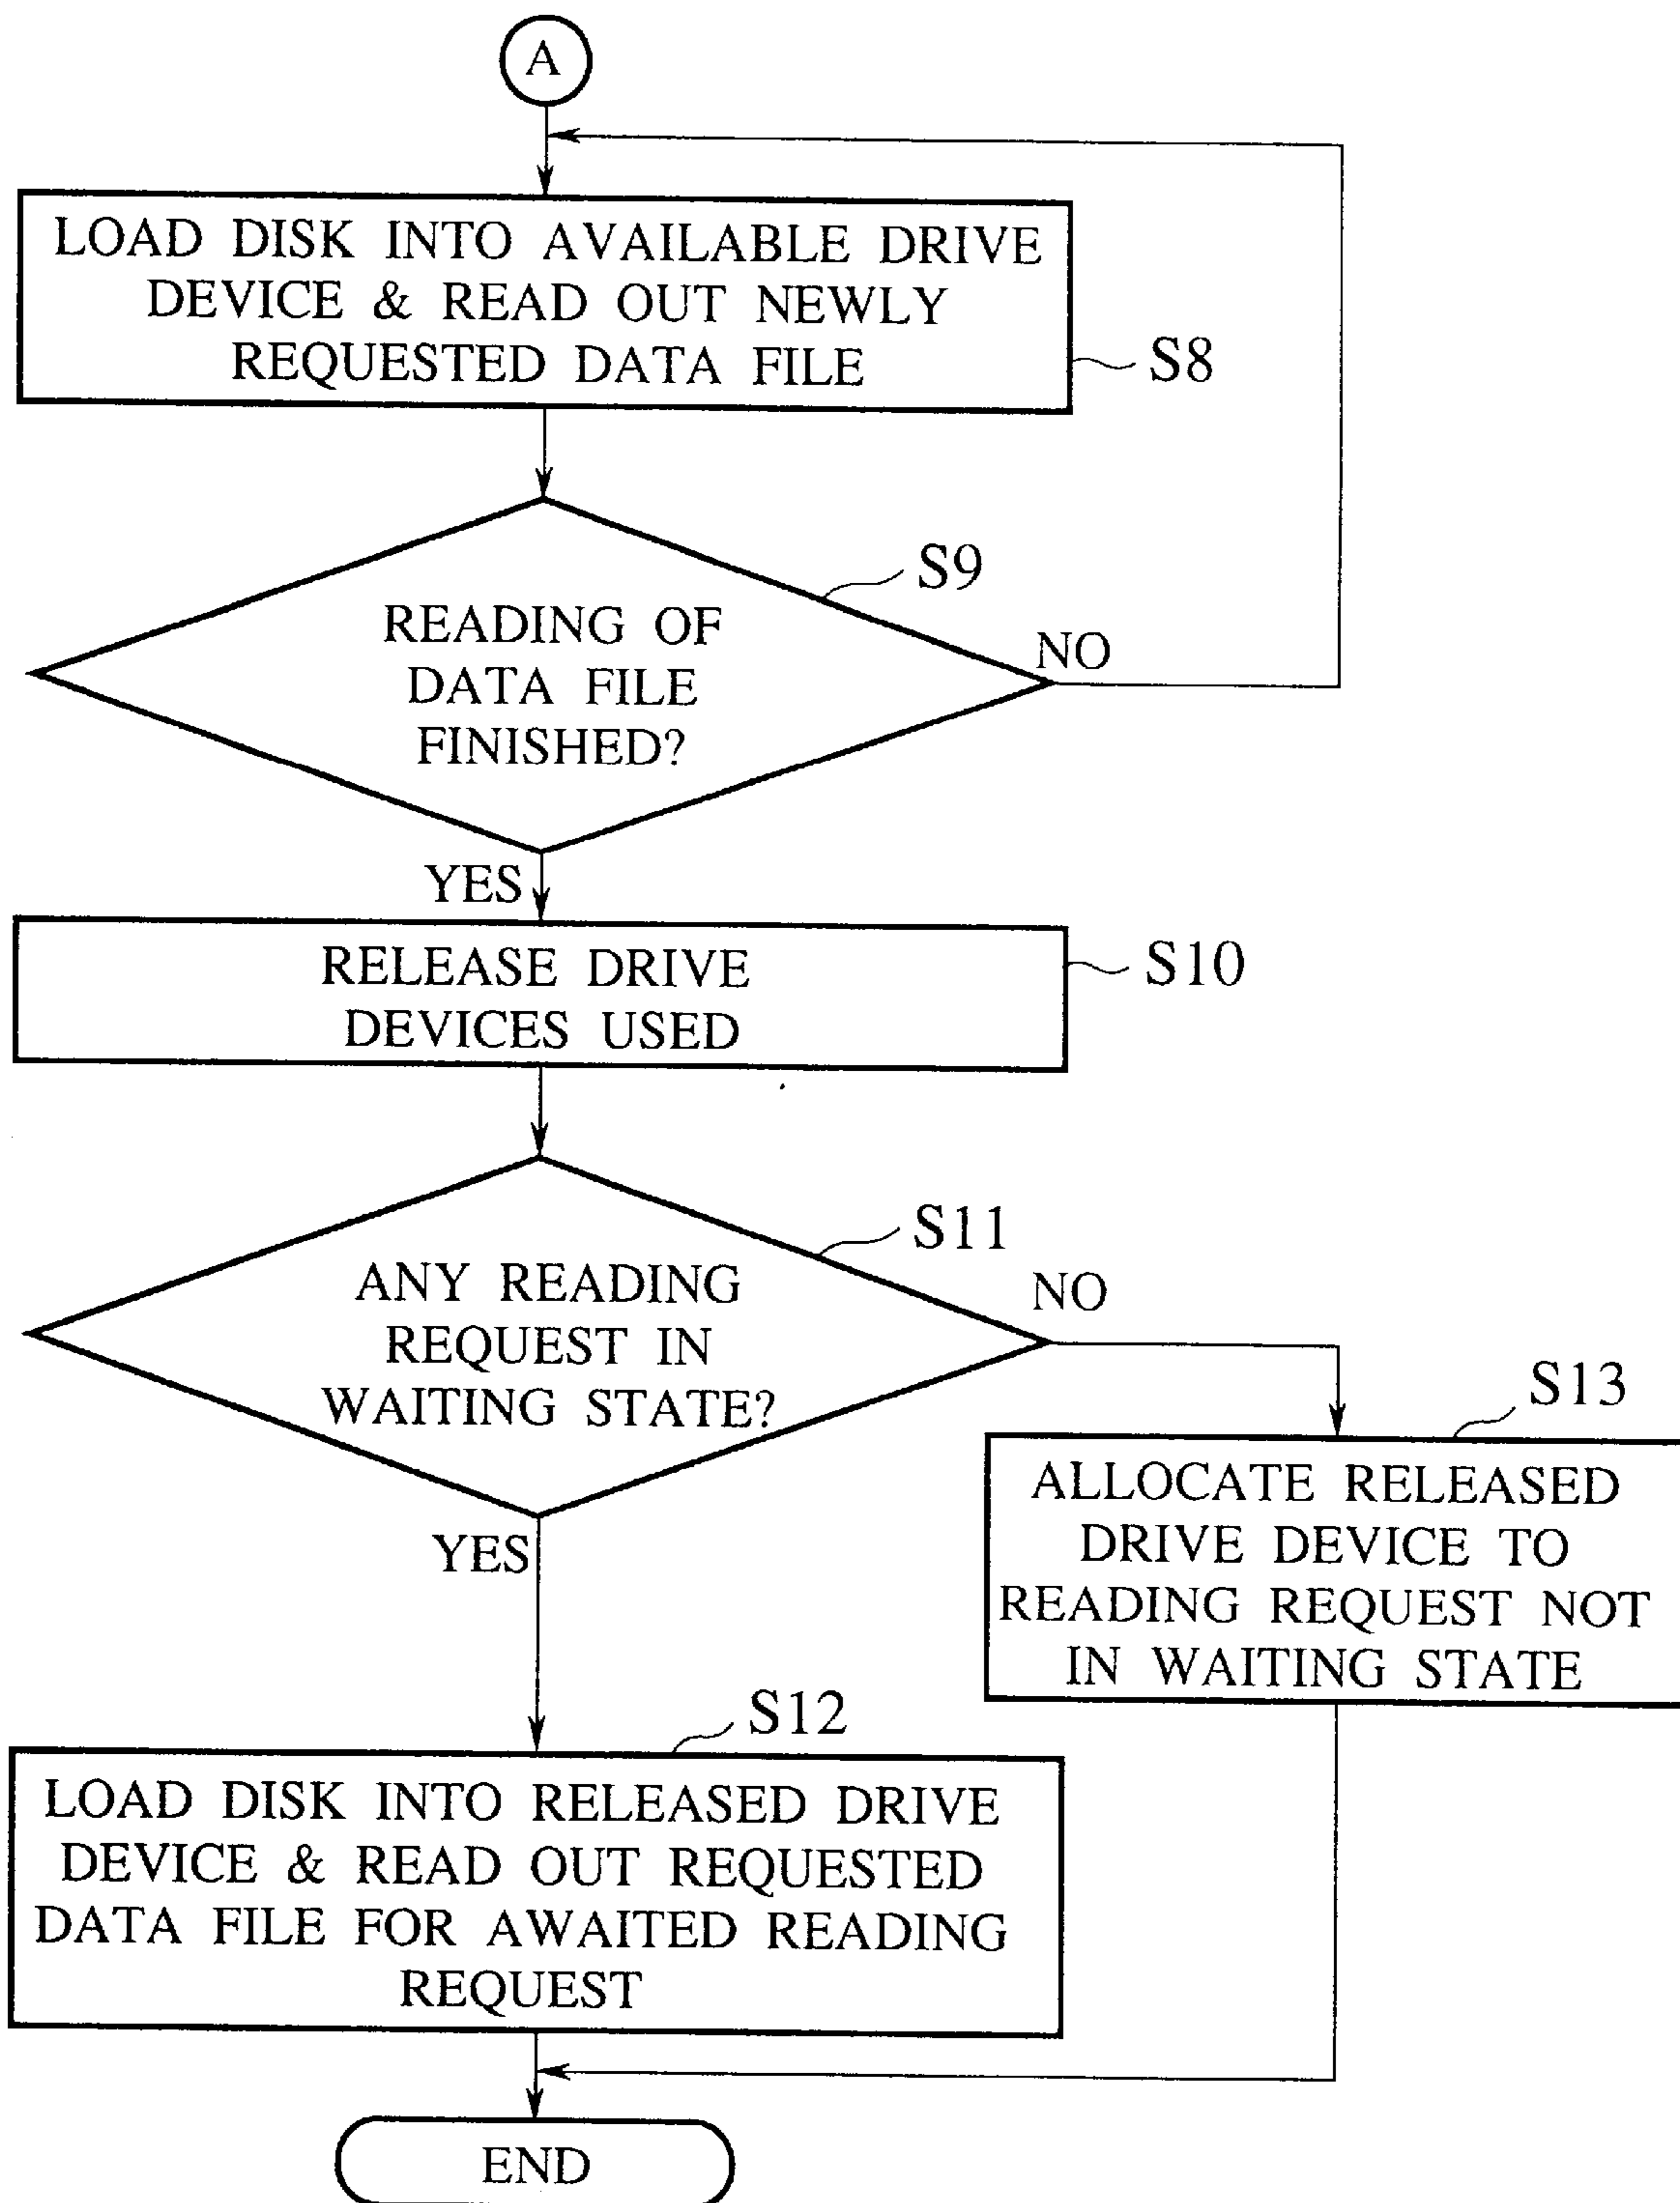 A
LOAD DISK INTO AVAILABLE DRIVE
DEVICE & READ OUT NEWLY
REQUESTED DATA FILE
S8
S9
READING OF
DATA FILE
FINISHED?
NO
YES
RELEASE DRIVE
DEVICES USED
S10
S11
ANY READING
REQUEST IN
WAITING STATE?
NO
YES
S13
ALLOCATE RELEASED
DRIVE DEVICE TO
READING REQUEST NOT
IN WAITING STATE
S12
LOAD DISK INTO RELEASED DRIVE
DEVICE & READ OUT REQUESTED
DATA FILE FOR AWAITED READING
REQUEST
END